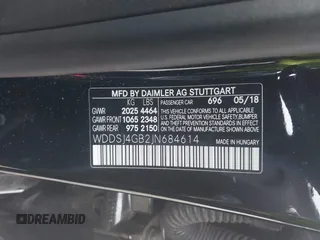 MFD BY DAIMLER AG STUTTGART
KG LBS PASSENGER CAR 696 05/18
GVWR 2025 4464
GAWR FRONT 1065 2348
GAWR REAR 975 2150
THIS VEHICLE CONFORMS TO ALL APPLICABLE FEDERAL MOTOR VEHICLE SAFETY, BUMPER AND THEFT PREVENTION STANDARDS IN EFFECT ON THE DATE OF MANUFACTURE SHOWN ABOVE.
WDDSJ4GB2JN684614
MADE IN HUNGARY
DREAMBID